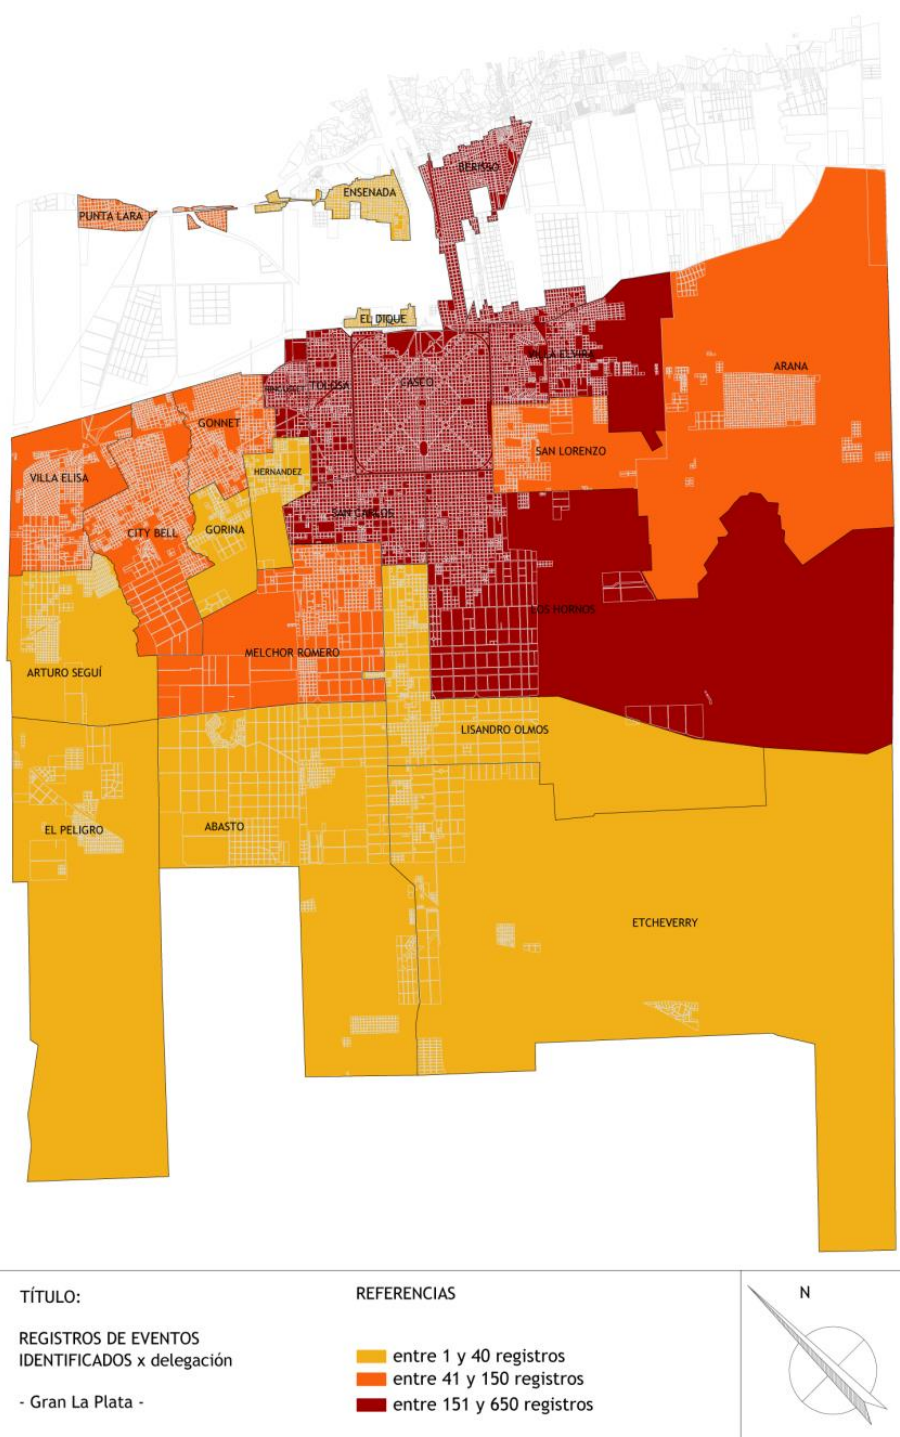 BERISSO
ENSENADA
PUNTA LARA
EL DIQUE
VILLA ELVIRA
ARANA
RINGUELET
TOLOSA
CASCO
GONNET
SAN LORENZO
HERNANDEZ
VILLA ELISA
SAN CARLOS
CITY BELL
GORINA
LOS HORNOS
MELCHOR ROMERO
ARTURO SEGUÍ
LISANDRO OLMOS
ABASTO
EL PELIGRO
ETCHEVERRY
TÍTULO:
REGISTROS DE EVENTOS
IDENTIFICADOS x delegación
- Gran La Plata -
REFERENCIAS
entre 1 y 40 registros
entre 41 y 150 registros
entre 151 y 650 registros
N